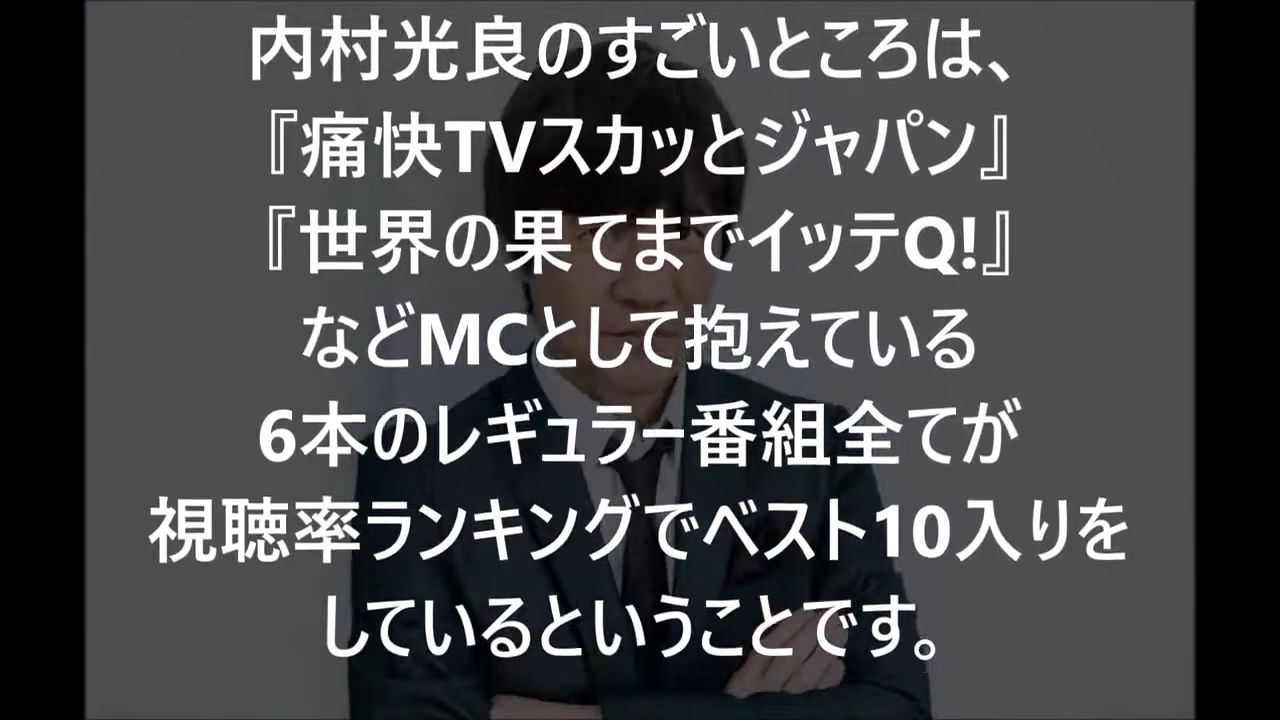 内村光良のすごいところは、
『痛快TVスカッとジャパン』
『世界の果てまでイッテQ!』
などMCとして抱えている
6本のレギュラー番組全てが
視聴率ランキングでベスト10入りを
しているということです。